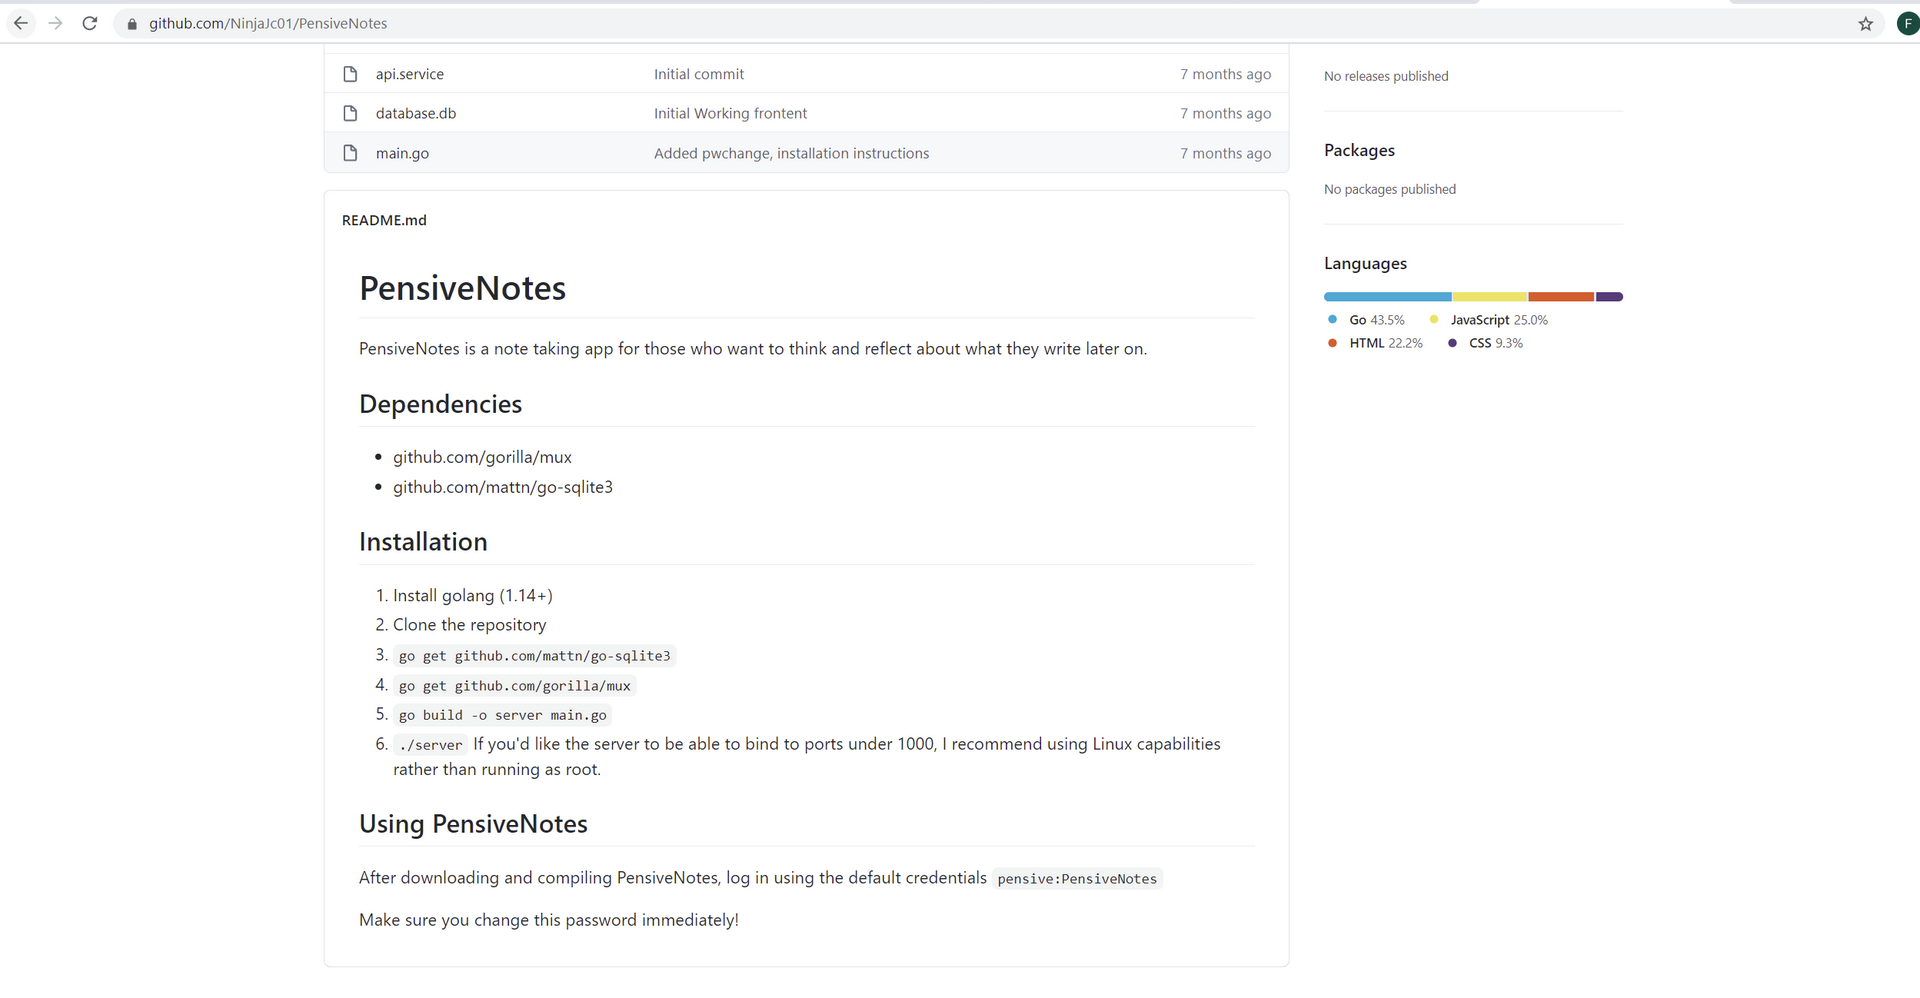 github.com/NinjaJc01/PensiveNotes
F
api.service Initial commit 7 months ago
database.db Initial Working frontent 7 months ago
main.go Added pwchange, installation instructions 7 months ago
README.md
PensiveNotes
PensiveNotes is a note taking app for those who want to think and reflect about what they write later on.
Dependencies
• github.com/gorilla/mux
• github.com/mattn/go-sqlite3
Installation
1. Install golang (1.14+)
2. Clone the repository
3. go get github.com/mattn/go-sqlite3
4. go get github.com/gorilla/mux
5. go build -o server main.go
6. ./server If you'd like the server to be able to bind to ports under 1000, I recommend using Linux capabilities
rather than running as root.
Using PensiveNotes
After downloading and compiling PensiveNotes, log in using the default credentials pensive:PensiveNotes
Make sure you change this password immediately!
No releases published
Packages
No packages published
Languages
Go 43.5% JavaScript 25.0%
HTML 22.2% CSS 9.3%